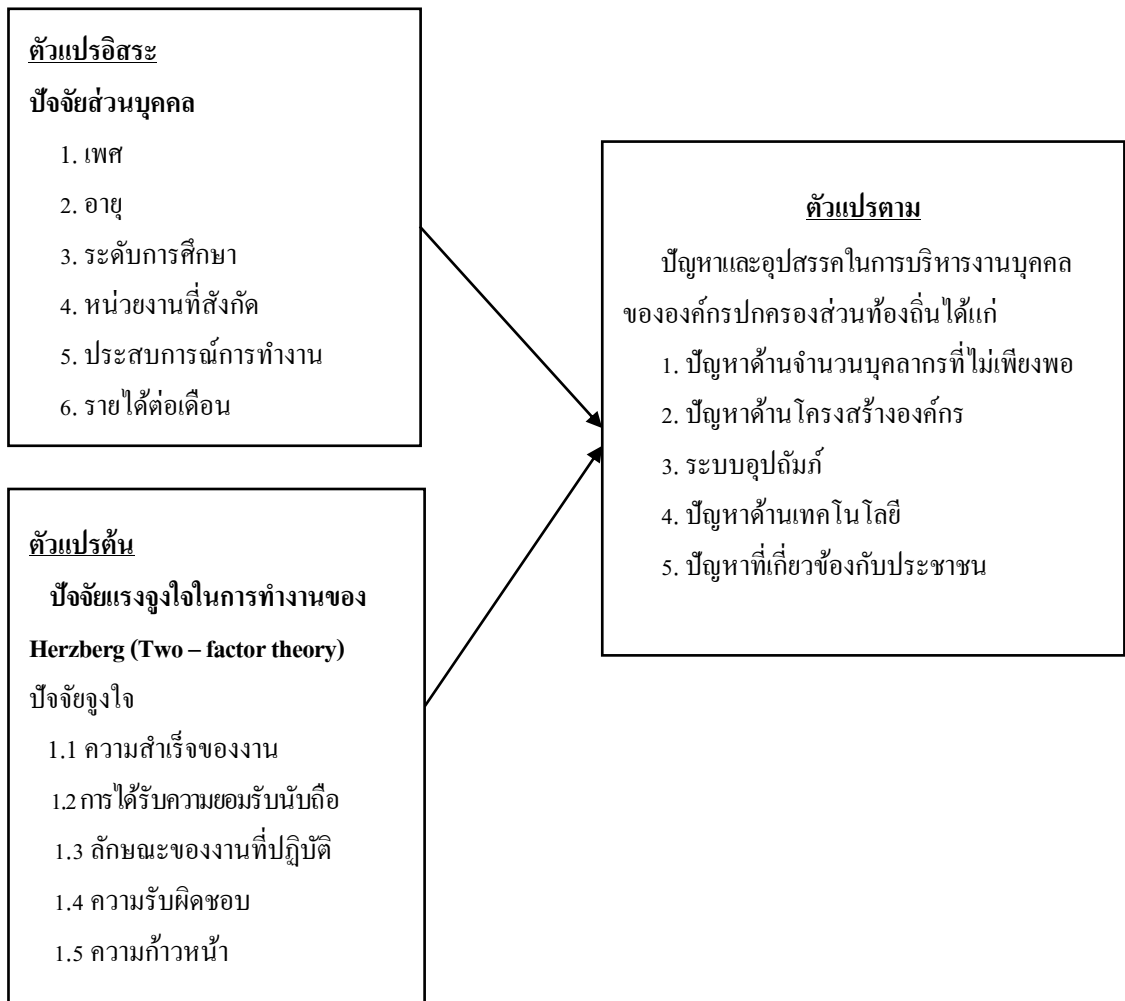 ตัวแปรอิสระ
ปัจจัยส่วนบุคคล
1. เพศ
2. อายุ
3. ระดับการศึกษา
4. หน่วยงานที่สังกัด
5. ประสบการณ์การทำงาน
6. รายได้ต่อเดือน
ตัวแปรต้น
ปัจจัยแรงจูงใจในการทำงานของ
Herzberg (Two – factor theory)
ปัจจัยจูงใจ
1.1 ความสำเร็จของงาน
1.2 การได้รับความยอมรับนับถือ
1.3 ลักษณะของงานที่ปฏิบัติ
1.4 ความรับผิดชอบ
1.5 ความก้าวหน้า
ตัวแปรตาม
ปัญหาและอุปสรรคในการบริหารงานบุคคล
ขององค์กรปกครองส่วนท้องถิ่นได้แก่
1. ปัญหาด้านจำนวนบุคลากรที่ไม่เพียงพอ
2. ปัญหาด้านโครงสร้างองค์กร
3. ระบบอุปถัมภ์
4. ปัญหาด้านเทคโนโลยี
5. ปัญหาที่เกี่ยวข้องกับประชาชน